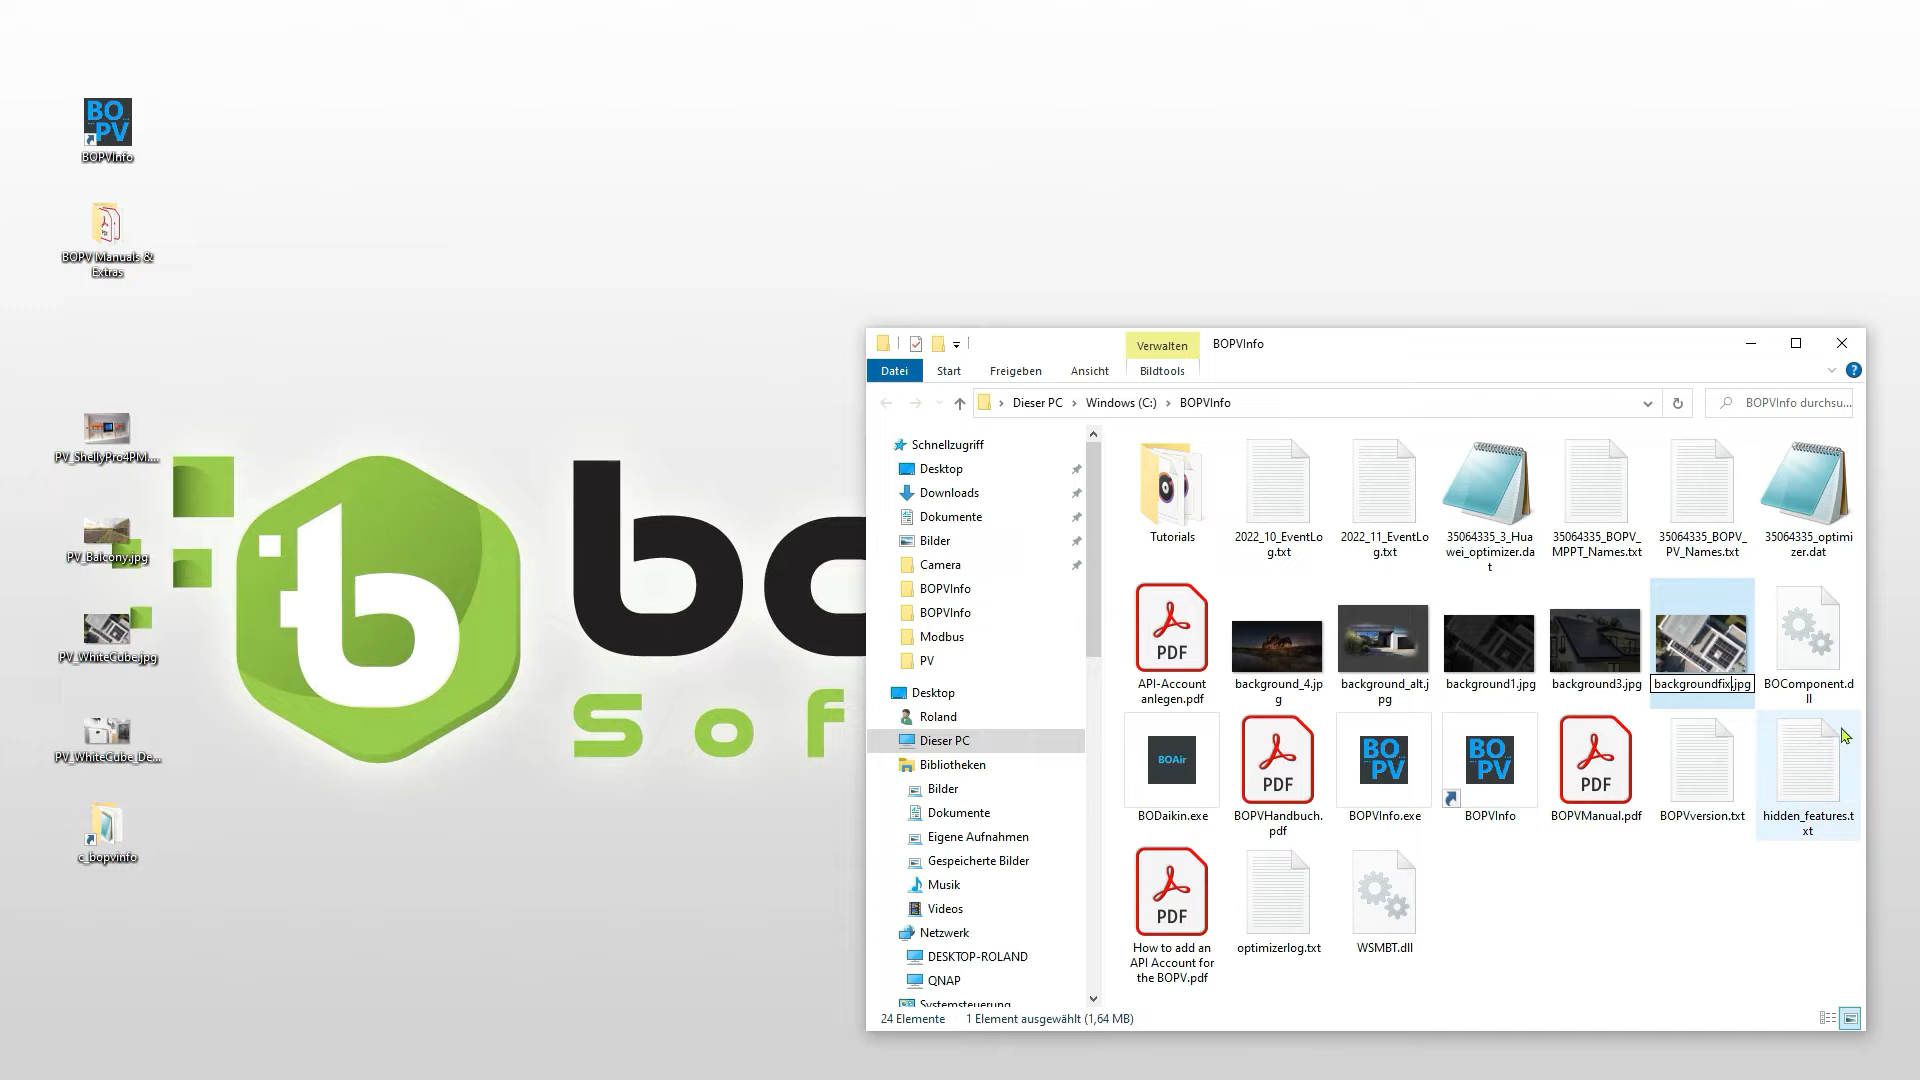 BO
PV
BOPVInfo
BOPV Manuals &
Extras
PV_ShellyPro4PM....
PV_Balcony.jpg
PV_WhiteCube.jpg
PV_WhiteCube_De...
c_bopvinfo
b
bo
Sof
Verwalten
BOPVInfo
Datei
Start
Freigeben
Ansicht
Bildtools
Dieser PC
Windows (C:)
BOPVInfo
BOPVInfo durchsu...
Schnellzugriff
Desktop
Downloads
Dokumente
Bilder
Camera
BOPVInfo
BOPVInfo
Modbus
PV
Desktop
Roland
Dieser PC
Bibliotheken
Bilder
Dokumente
Eigene Aufnahmen
Gespeicherte Bilder
Musik
Videos
Netzwerk
DESKTOP-ROLAND
QNAP
Systemsteuerung
Tutorials
2022_10_EventLo
g.txt
2022_11_EventLo
g.txt
35064335_3_Hua
wei_optimizer.da
t
35064335_BOPV_
MPPT_Names.txt
35064335_BOPV_
PV_Names.txt
35064335_optimi
zer.dat
PDF
API-Account
anlegen.pdf
background_4.jp
g
background_alt.j
pg
background1.jpg
background3.jpg
backgroundfix.jpg
BOComponent.d
ll
BOAir
BODaikin.exe
PDF
BOPVHandbuch.
pdf
BO
PV
BOPVInfo.exe
BO
PV
BOPVInfo
PDF
BOPVManual.pdf
BOPVversion.txt
hidden_features.t
xt
PDF
How to add an
API Account for
the BOPV.pdf
optimizerlog.txt
WSMBT.dll
24 Elemente
1 Element ausgewählt (1,64 MB)